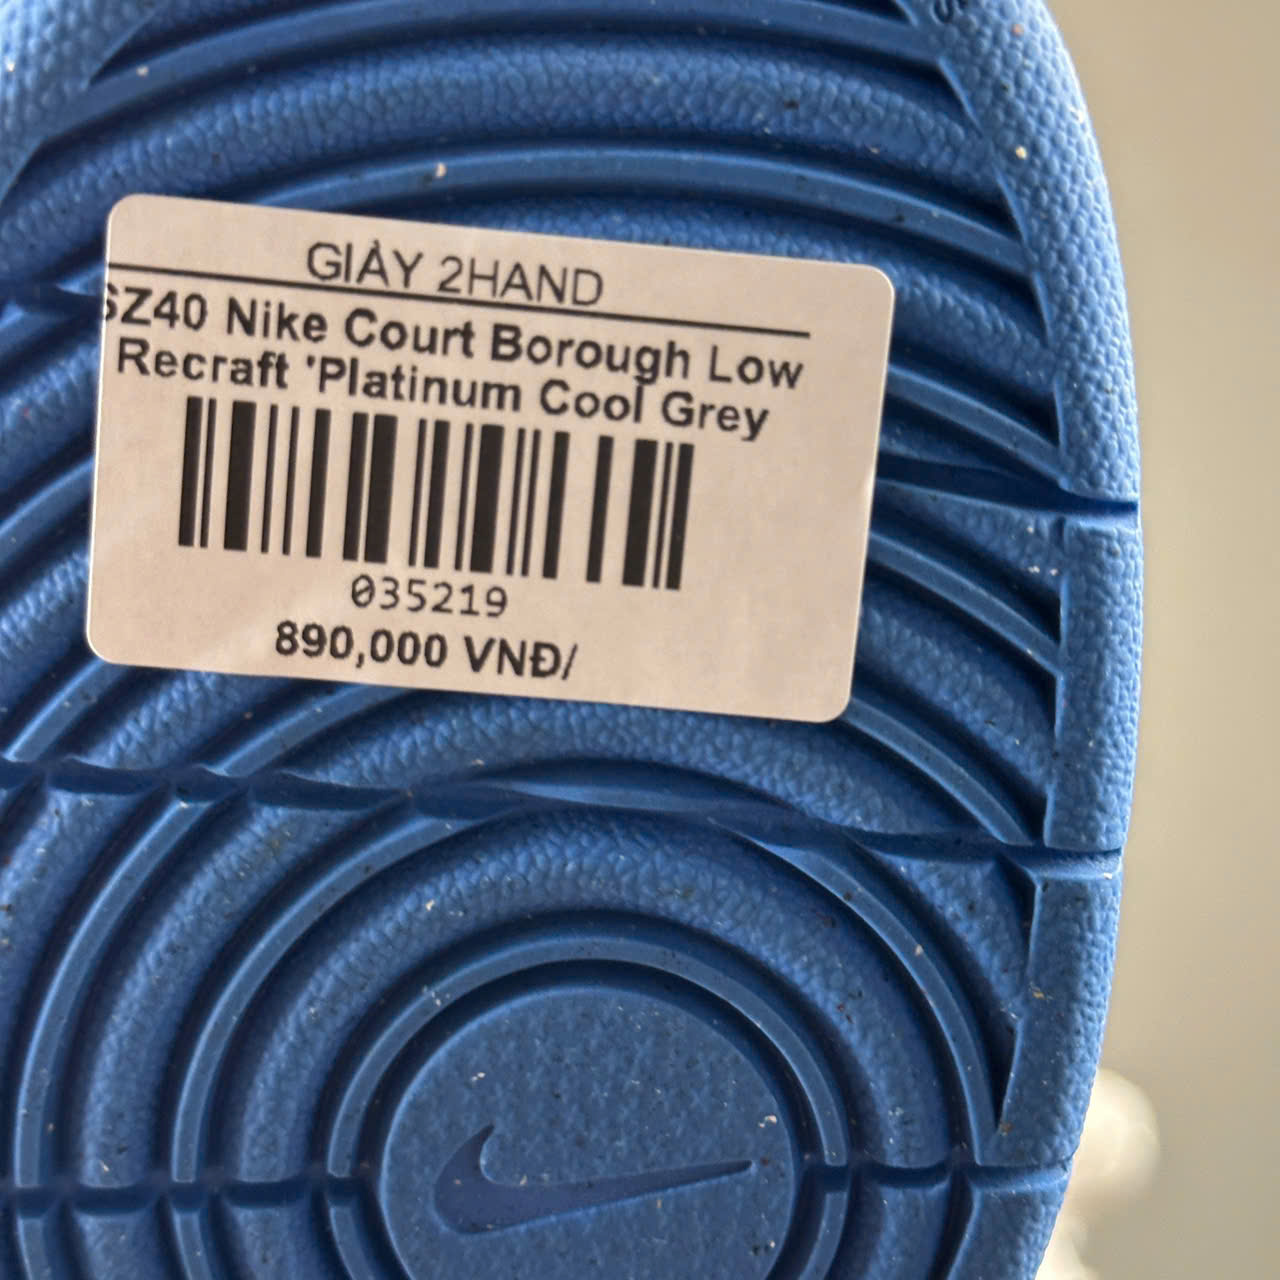 GIÀY 2HAND
SZ40 Nike Court Borough Low
Recraft 'Platinum Cool Grey
035219
890,000 VNĐ/